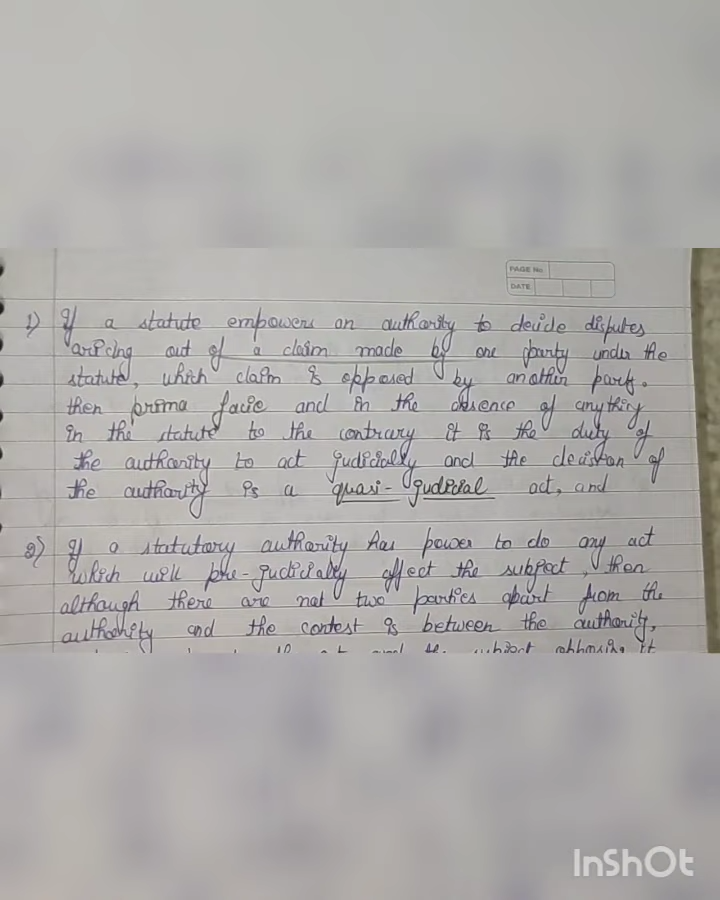 PAGE No.
DATE
1) If a statute empowers an authority to decide disputes
arising out of a claim made by one party under the
statute, which claim is opposed by another party.
then prima facie and in the absence of anything
in the statute to the contrary it is the duty of
the authority to act judicially and the decision of
the authority is a quasi-judicial act, and
2) If a statutary authority has power to do any act
which will pre-judicially affect the subject, then
although there are not two parties apart from the
authority and the contest is between the authority,
subject opposing it
InShOt